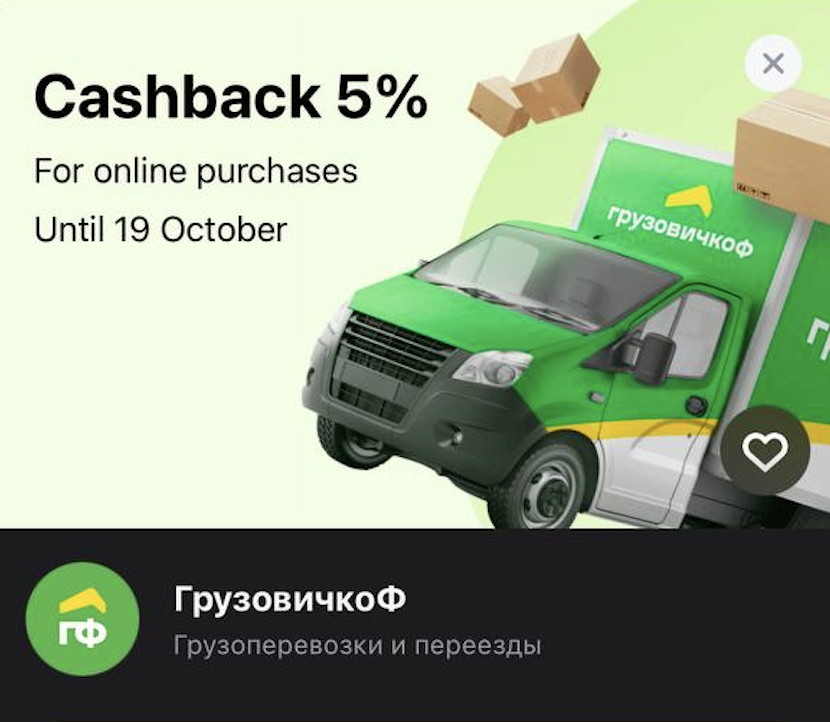 Cashback 5%
For online purchases
Until 19 October
грузовичкоф
ГрузовичкоФ
Грузоперевозки и переезды
ГФ